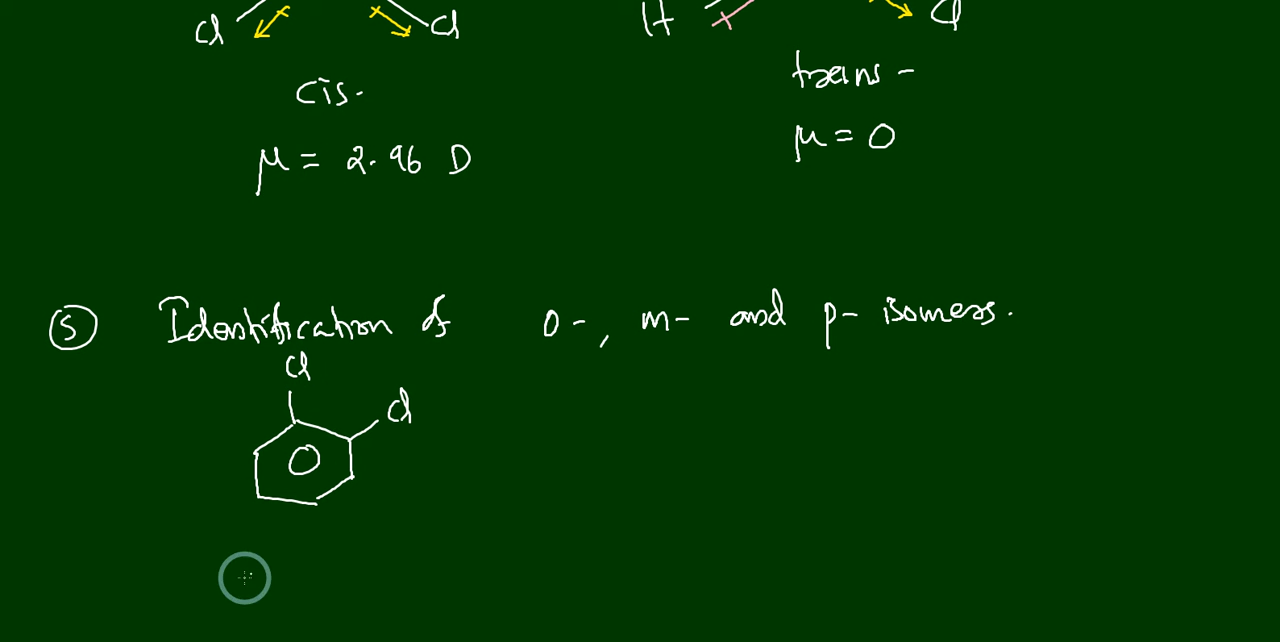 Cl Cl H Cl
cis. trans-
μ = 2.96 D μ = 0
⑤ Identification of o-, m- and p- isomers.
Cl
Cl